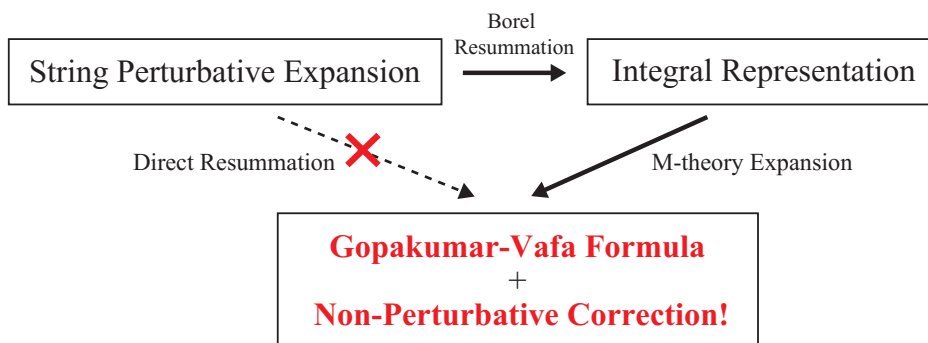 Borel
Resummation
String Perturbative Expansion
Integral Representation
Direct Resummation
M-theory Expansion
Gopakumar-Vafa Formula
+
Non-Perturbative Correction!